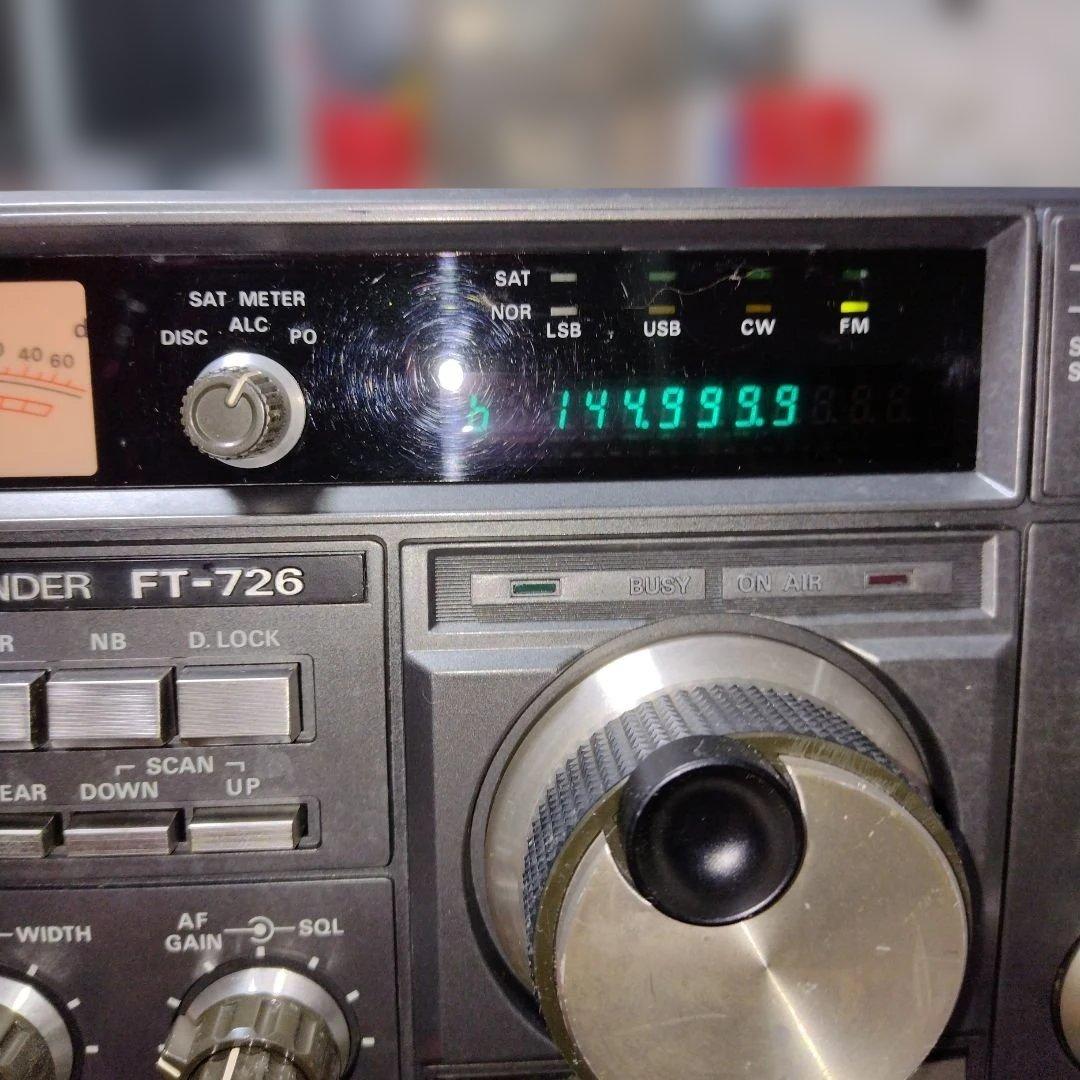 SAT METER
DISC ALC PO
SAT
NOR
LSB USB CW FM
40 60
b 144.999.9
NDER FT-726
BUSY ON AIR
R NB D. LOCK
SCAN
EAR DOWN UP
WIDTH
AF GAIN SQL